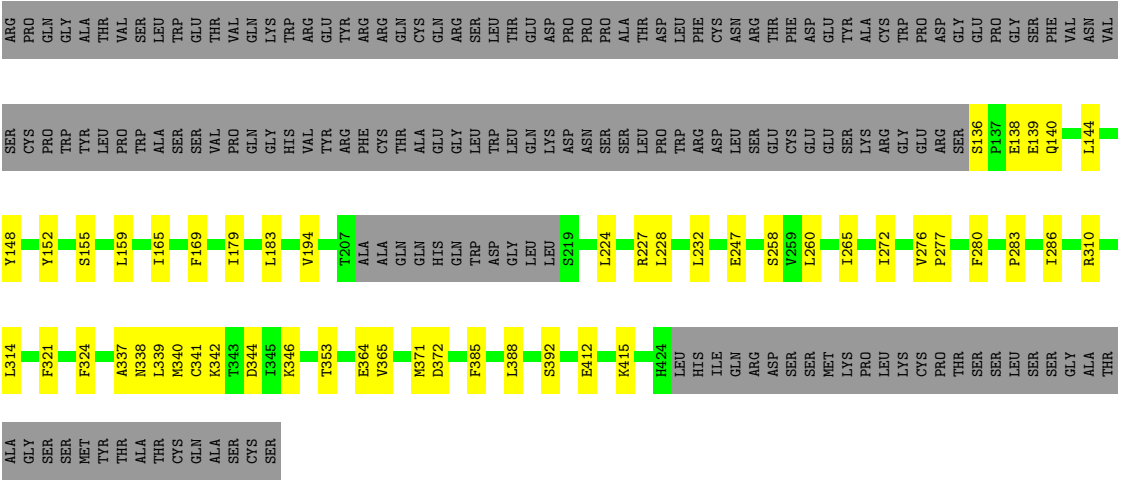 ARG PRO GLN GLY ALA THR VAL SER LEU TRP GLU THR VAL GLN LYS TRP ARG GLU TYR ARG ARG GLN CYS GLN ARG SER LEU THR GLU ASP PRO PRO PRO ALA THR ASP LEU PHE CYS ASN ARG THR PHE ASP GLU TYR ALA CYS TRP PRO ASP GLY GLU PRO GLY SER PHE VAL ASN VAL
SER CYS PRO TRP TYR LEU PRO TRP ALA SER SER VAL PRO GLN GLY HIS VAL TYR ARG PHE CYS THR ALA GLU GLY LEU TRP LEU GLN LYS ASP ASN SER SER LEU PRO TRP ARG ASP LEU SER GLU CYS GLU GLU SER LYS ARG GLY GLU ARG SER S136 P137 E138 E139 Q140 L144
Y148 Y152 S155 L159 I165 F169 I179 L183 V194 T207 ALA ALA GLN GLN HIS GLN TRP ASP GLY LEU LEU S219 L224 R227 L228 L232 E247 S258 V259 L260 I265 I272 V276 P277 F280 P283 I286 R310
L314 F321 F324 A337 N338 L339 M340 C341 K342 T343 D344 I345 K346 T353 E364 V365 M371 D372 F385 L388 S392 E412 K415 H424 LEU HIS ILE GLN ARG ASP SER SER MET LYS PRO LEU LYS CYS PRO THR SER SER LEU SER SER GLY ALA THR
ALA GLY SER SER MET TYR THR ALA THR CYS GLN ALA SER CYS SER